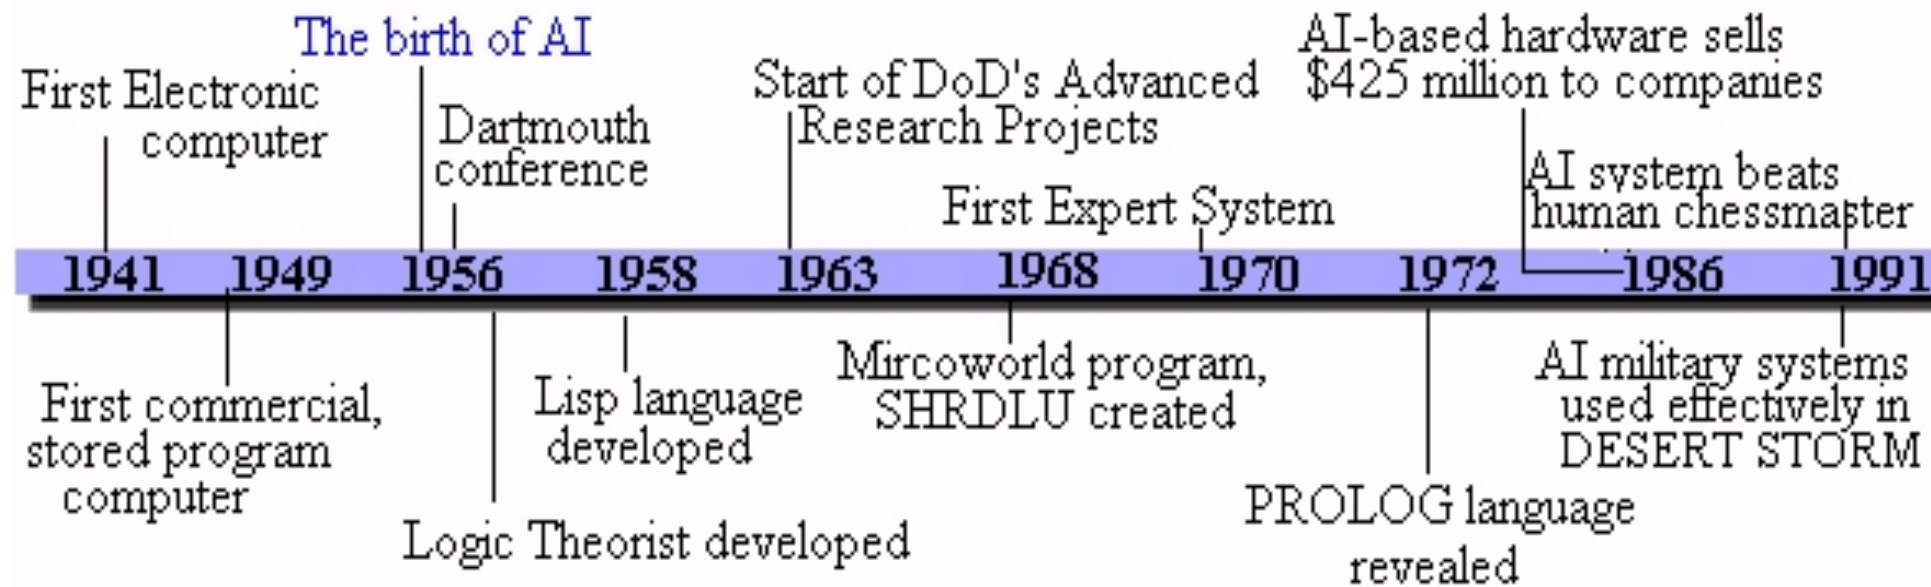 The birth of AI
First Electronic
computer
Dartmouth
conference
Start of DoD's Advanced
Research Projects
First Expert System
AI-based hardware sells
$425 million to companies
AI system beats
human chessmaster
1941 1949 1956 1958 1963 1968 1970 1972 1986 1991
First commercial,
stored program
computer
Logic Theorist developed
Lisp language
developed
Mircoworld program,
SHRDLU created
PROLOG language
revealed
AI military systems
used effectively in
DESERT STORM